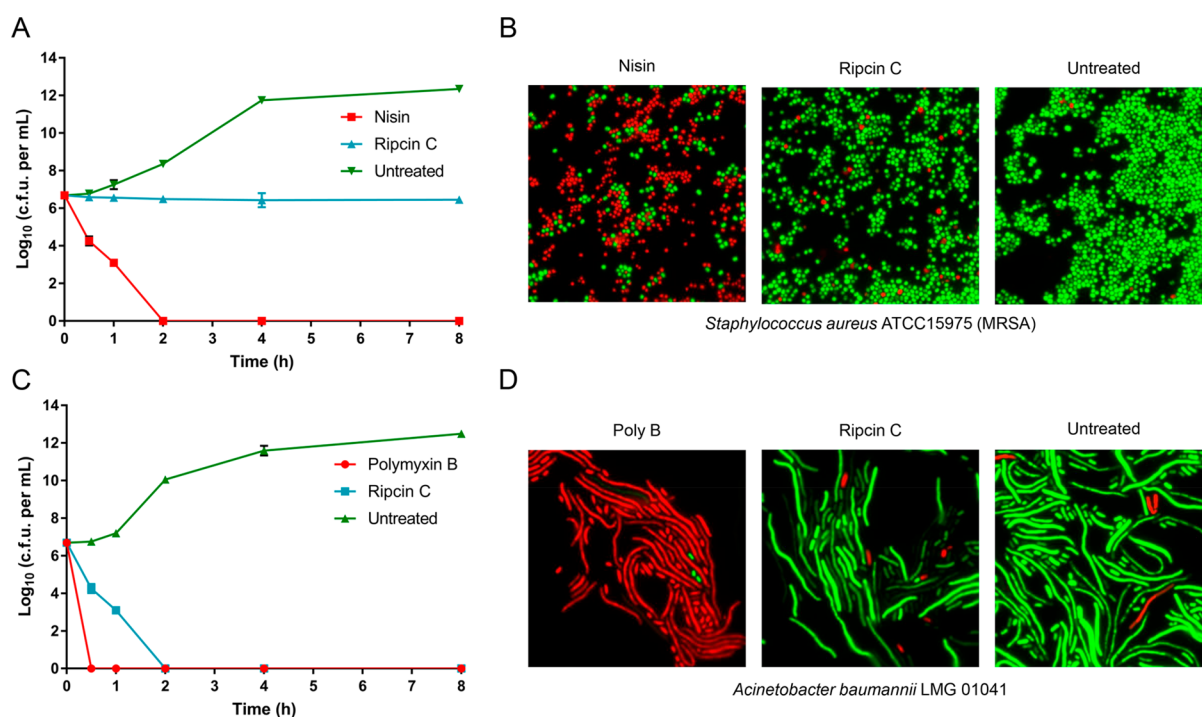 A
14
12
10
8
6
4
2
0
Log₁₀ (c.f.u. per mL)
0 1 2 3 4 5 6 7 8
Time (h)
Nisin
Ripcin C
Untreated
B
Nisin Ripcin C Untreated
Staphylococcus aureus ATCC15975 (MRSA)
C
14
12
10
8
6
4
2
0
Log₁₀ (c.f.u. per mL)
0 1 2 3 4 5 6 7 8
Time (h)
Polymyxin B
Ripcin C
Untreated
D
Poly B Ripcin C Untreated
Acinetobacter baumannii LMG 01041